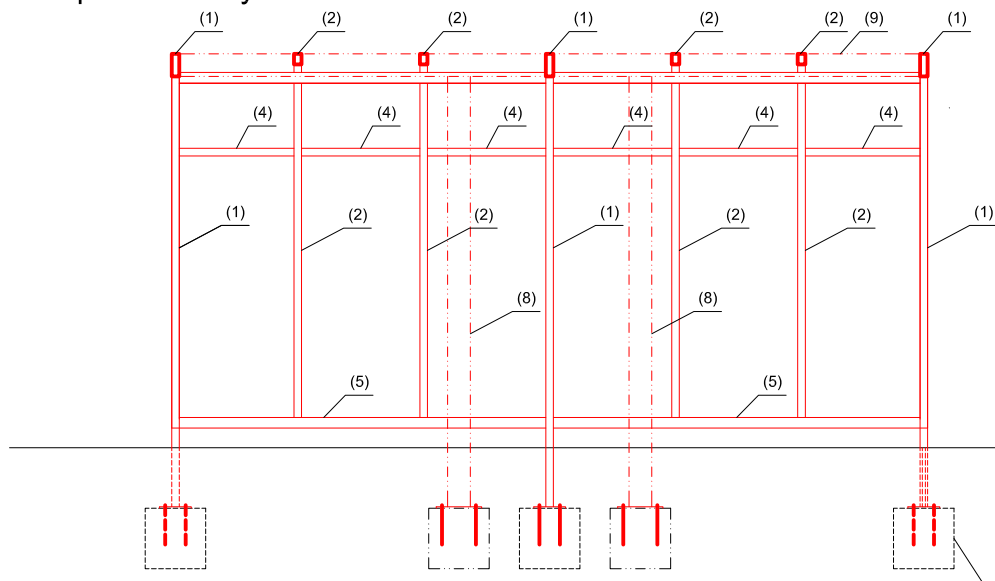 (1) (2) (2) (1) (2) (2) (9) (1)
(4) (4) (4) (4) (4) (4)
(1) (2) (2) (1) (2) (2) (1)
(8) (8)
(5) (5)